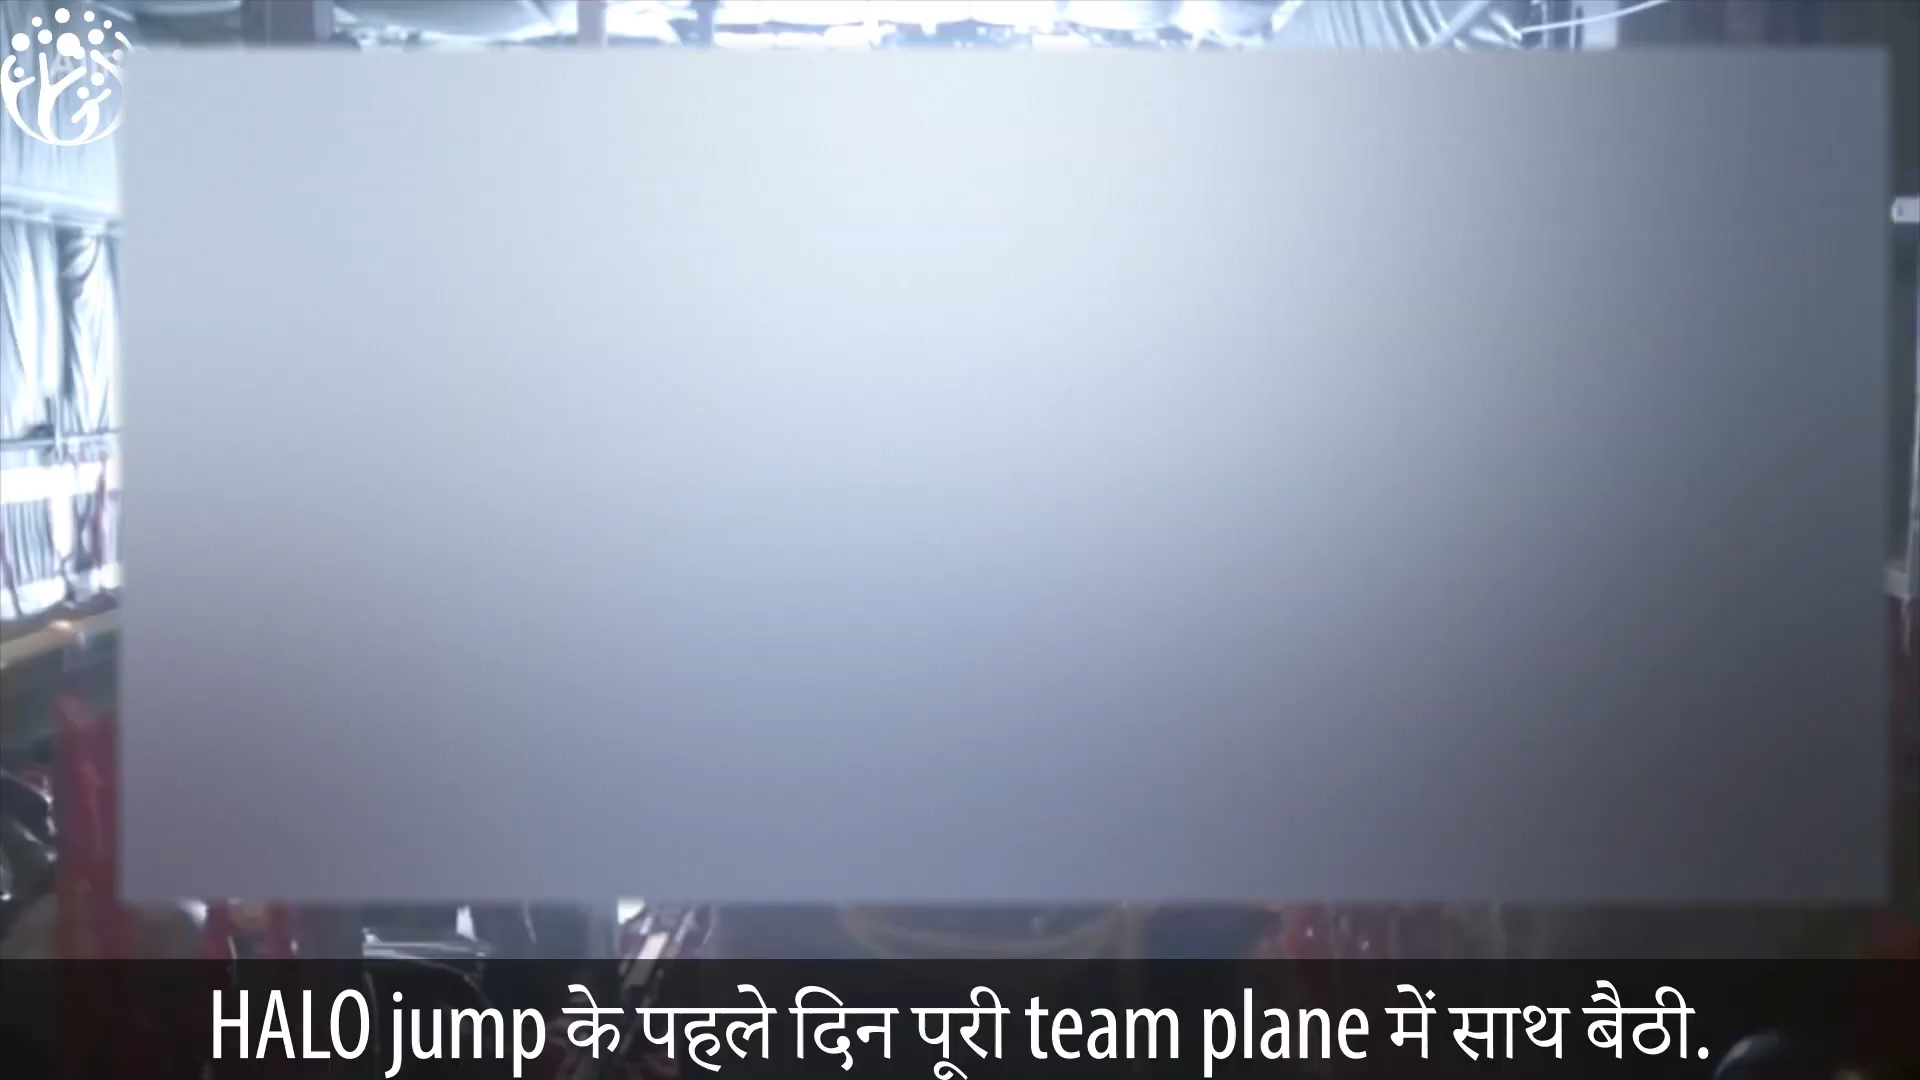 HALO jump के पहले दिन पूरी team plane में साथ बैठी.